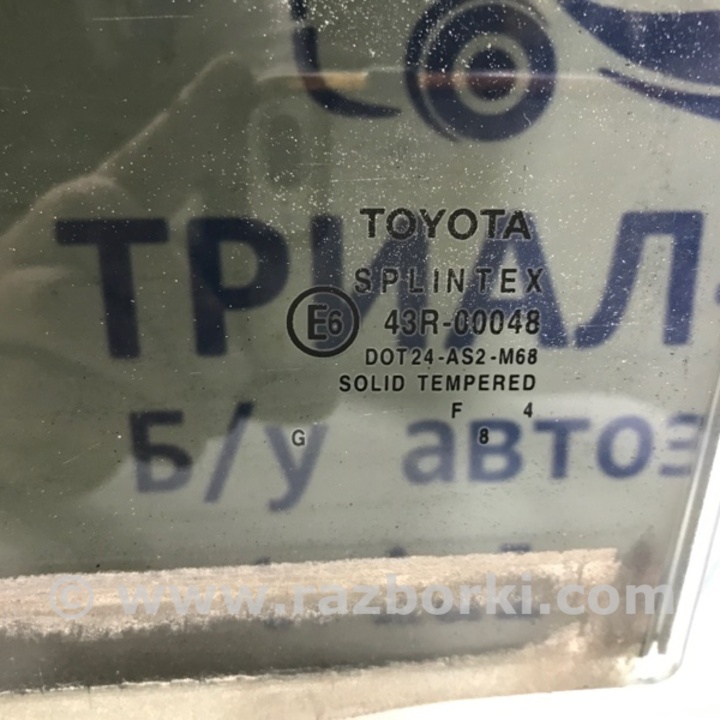 TOYOTA
ТРИАЛ
SPLINTEX
E6 43R-00048
DOT24-AS2-M68
SOLID TEMPERED
F 4
G 8
Б/у автоз
© www.razborki.com